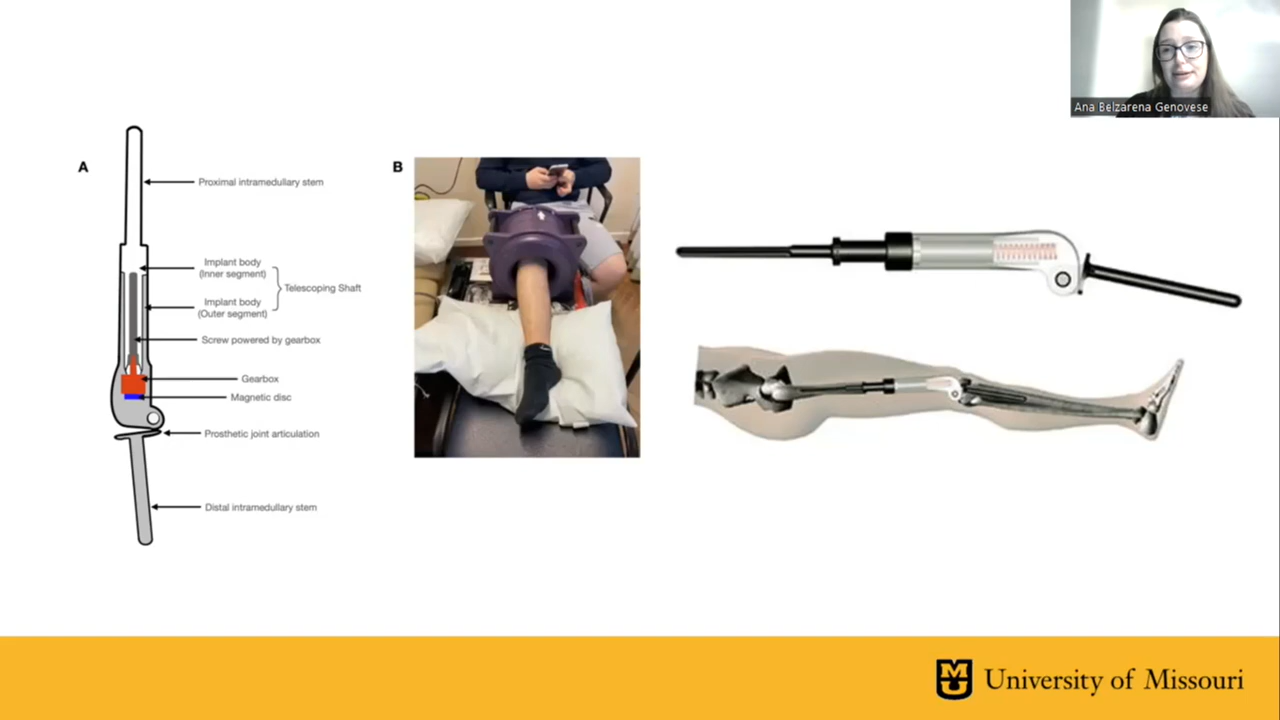 Ana Belzarena Genovese
A
B
Proximal intramedullary stem
Implant body
(Inner segment)
Telescoping Shaft
Implant body
(Outer segment)
Screw powered by gearbox
Gearbox
Magnetic disc
Prosthetic joint articulation
Distal intramedullary stem
MU
University of Missouri